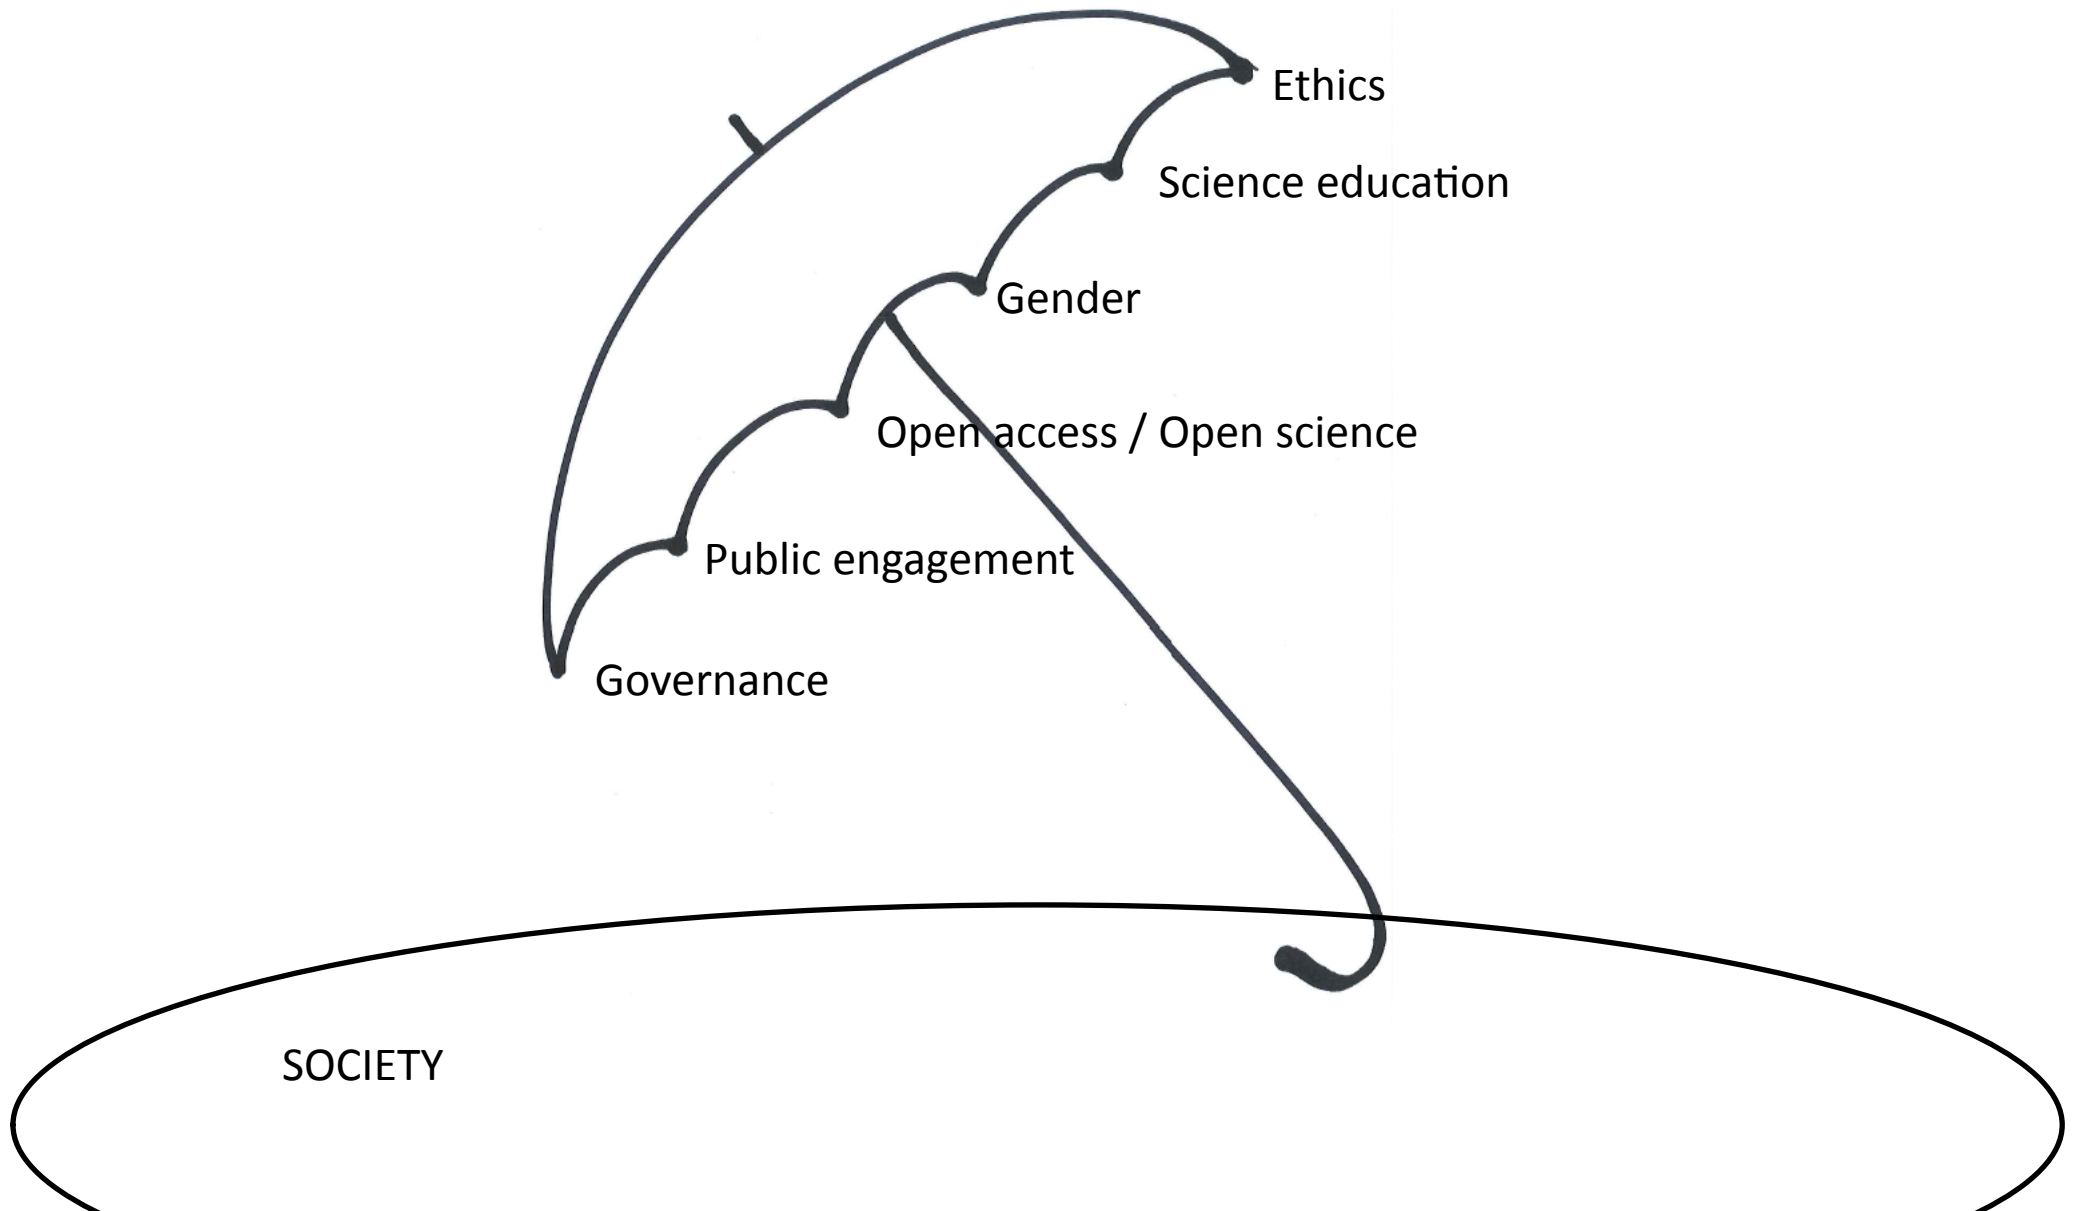 Ethics
Science education
Gender
Open access / Open science
Public engagement
Governance
SOCIETY